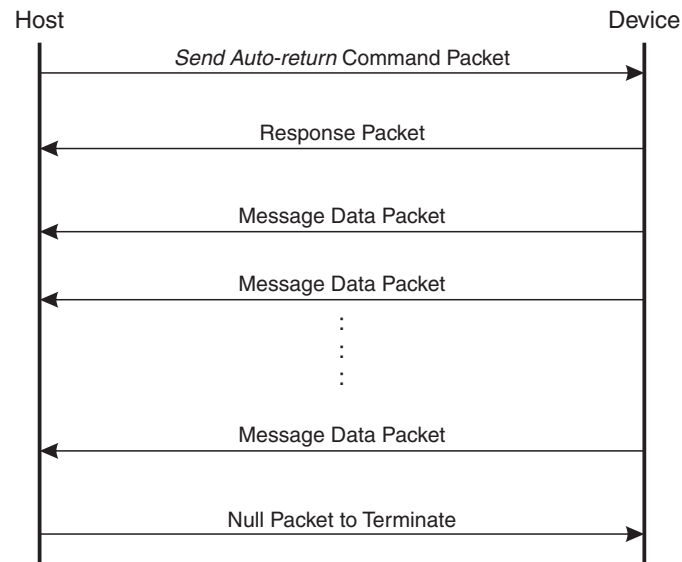 Host
Device
Send Auto-return Command Packet
Response Packet
Message Data Packet
Message Data Packet
:
:
:
Message Data Packet
Null Packet to Terminate